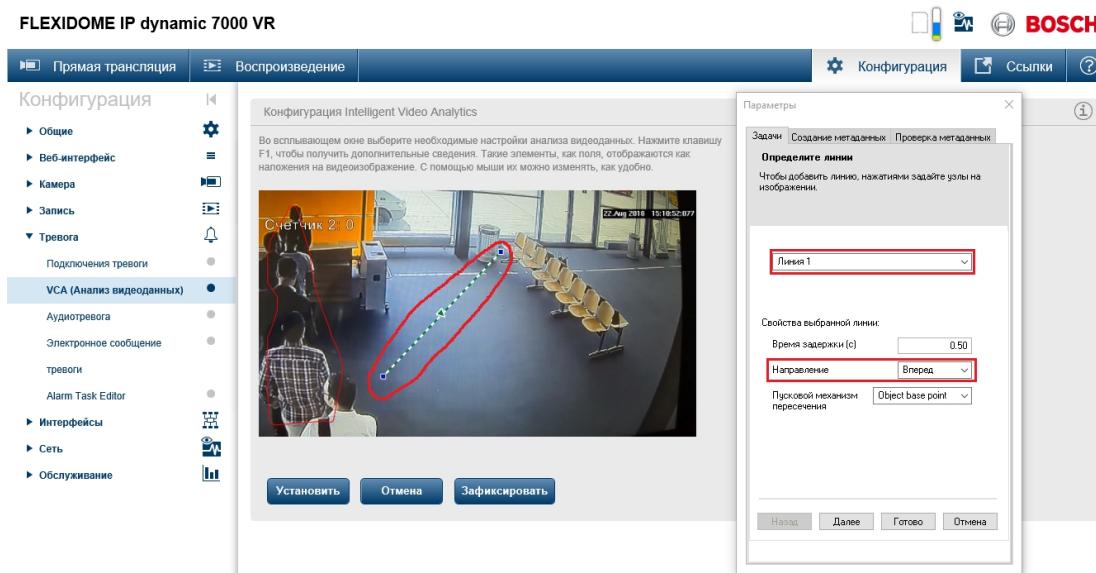 FLEXIDOME IP dynamic 7000 VR
BOSCH
Прямая трансляция
Воспроизведение
Конфигурация
Ссылки
Конфигурация
Общие
Веб-интерфейс
Камера
Запись
Тревога
Подключения тревоги
VCA (Анализ видеоданных)
Аудиотревога
Электронное сообщение
тревоги
Alarm Task Editor
Интерфейсы
Сеть
Обслуживание
Конфигурация Intelligent Video Analytics
Во всплывающем окне выберите необходимые настройки анализа видеоданных. Нажмите клавишу
F1, чтобы получить дополнительные сведения. Такие элементы, как поля, отображаются как
наложения на видеоизображение. С помощью мыши их можно изменять, как удобно.
Счетчик 2: 0
22.Aug 2018 15:10:52:077
Установить
Отмена
Зафиксировать
Параметры
Задачи
Создание метаданных
Проверка метаданных
Определите линии
Чтобы добавить линию, нажатиями задайте узлы на
изображении.
Линия 1
Свойства выбранной линии:
Время задержки (с)
0.50
Направление
Вперед
Пусковой механизм
пересечения
Object base point
Назад
Далее
Готово
Отмена